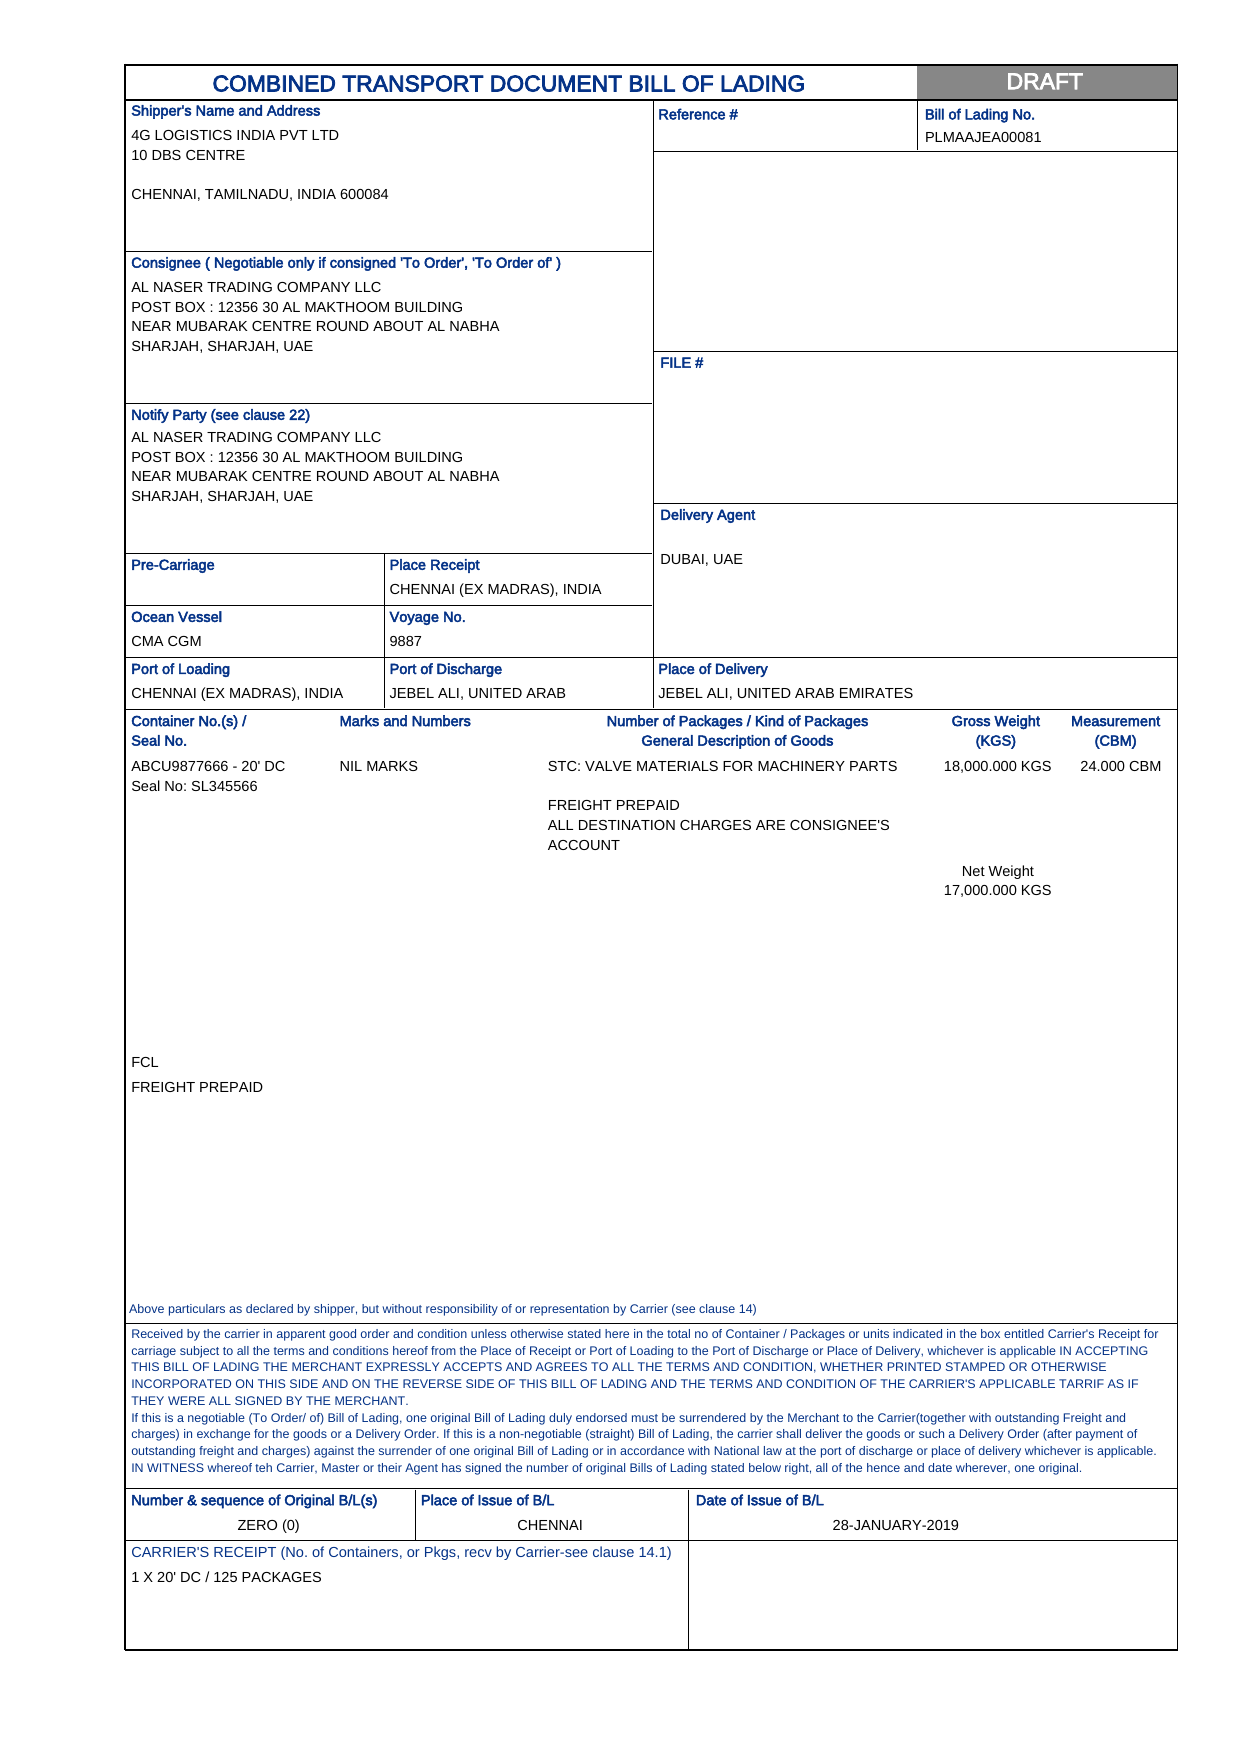 COMBINED TRANSPORT DOCUMENT BILL OF LADING
DRAFT
Shipper's Name and Address
4G LOGISTICS INDIA PVT LTD
10 DBS CENTRE
CHENNAI, TAMILNADU, INDIA 600084
Reference #
Bill of Lading No.
PLMAAJEA00081
Consignee ( Negotiable only if consigned 'To Order', 'To Order of' )
AL NASER TRADING COMPANY LLC
POST BOX : 12356 30 AL MAKTHOOM BUILDING
NEAR MUBARAK CENTRE ROUND ABOUT AL NABHA
SHARJAH, SHARJAH, UAE
FILE #
Notify Party (see clause 22)
AL NASER TRADING COMPANY LLC
POST BOX : 12356 30 AL MAKTHOOM BUILDING
NEAR MUBARAK CENTRE ROUND ABOUT AL NABHA
SHARJAH, SHARJAH, UAE
Delivery Agent
DUBAI, UAE
Pre-Carriage
Place Receipt
CHENNAI (EX MADRAS), INDIA
Ocean Vessel
CMA CGM
Voyage No.
9887
Port of Loading
CHENNAI (EX MADRAS), INDIA
Port of Discharge
JEBEL ALI, UNITED ARAB
Place of Delivery
JEBEL ALI, UNITED ARAB EMIRATES
Container No.(s) /
Seal No.
Marks and Numbers
Number of Packages / Kind of Packages
General Description of Goods
Gross Weight
(KGS)
Measurement
(CBM)
ABCU9877666 - 20' DC
Seal No: SL345566
NIL MARKS
STC: VALVE MATERIALS FOR MACHINERY PARTS
FREIGHT PREPAID
ALL DESTINATION CHARGES ARE CONSIGNEE'S
ACCOUNT
18,000.000 KGS
24.000 CBM
Net Weight
17,000.000 KGS
FCL
FREIGHT PREPAID
Above particulars as declared by shipper, but without responsibility of or representation by Carrier (see clause 14)
Received by the carrier in apparent good order and condition unless otherwise stated here in the total no of Container / Packages or units indicated in the box entitled Carrier's Receipt for
carriage subject to all the terms and conditions hereof from the Place of Receipt or Port of Loading to the Port of Discharge or Place of Delivery, whichever is applicable IN ACCEPTING
THIS BILL OF LADING THE MERCHANT EXPRESSLY ACCEPTS AND AGREES TO ALL THE TERMS AND CONDITION, WHETHER PRINTED STAMPED OR OTHERWISE
INCORPORATED ON THIS SIDE AND ON THE REVERSE SIDE OF THIS BILL OF LADING AND THE TERMS AND CONDITION OF THE CARRIER'S APPLICABLE TARRIF AS IF
THEY WERE ALL SIGNED BY THE MERCHANT.
If this is a negotiable (To Order/ of) Bill of Lading, one original Bill of Lading duly endorsed must be surrendered by the Merchant to the Carrier(together with outstanding Freight and
charges) in exchange for the goods or a Delivery Order. If this is a non-negotiable (straight) Bill of Lading, the carrier shall deliver the goods or such a Delivery Order (after payment of
outstanding freight and charges) against the surrender of one original Bill of Lading or in accordance with National law at the port of discharge or place of delivery whichever is applicable.
IN WITNESS whereof teh Carrier, Master or their Agent has signed the number of original Bills of Lading stated below right, all of the hence and date wherever, one original.
Number & sequence of Original B/L(s)
ZERO (0)
Place of Issue of B/L
CHENNAI
Date of Issue of B/L
28-JANUARY-2019
CARRIER'S RECEIPT (No. of Containers, or Pkgs, recv by Carrier-see clause 14.1)
1 X 20' DC / 125 PACKAGES